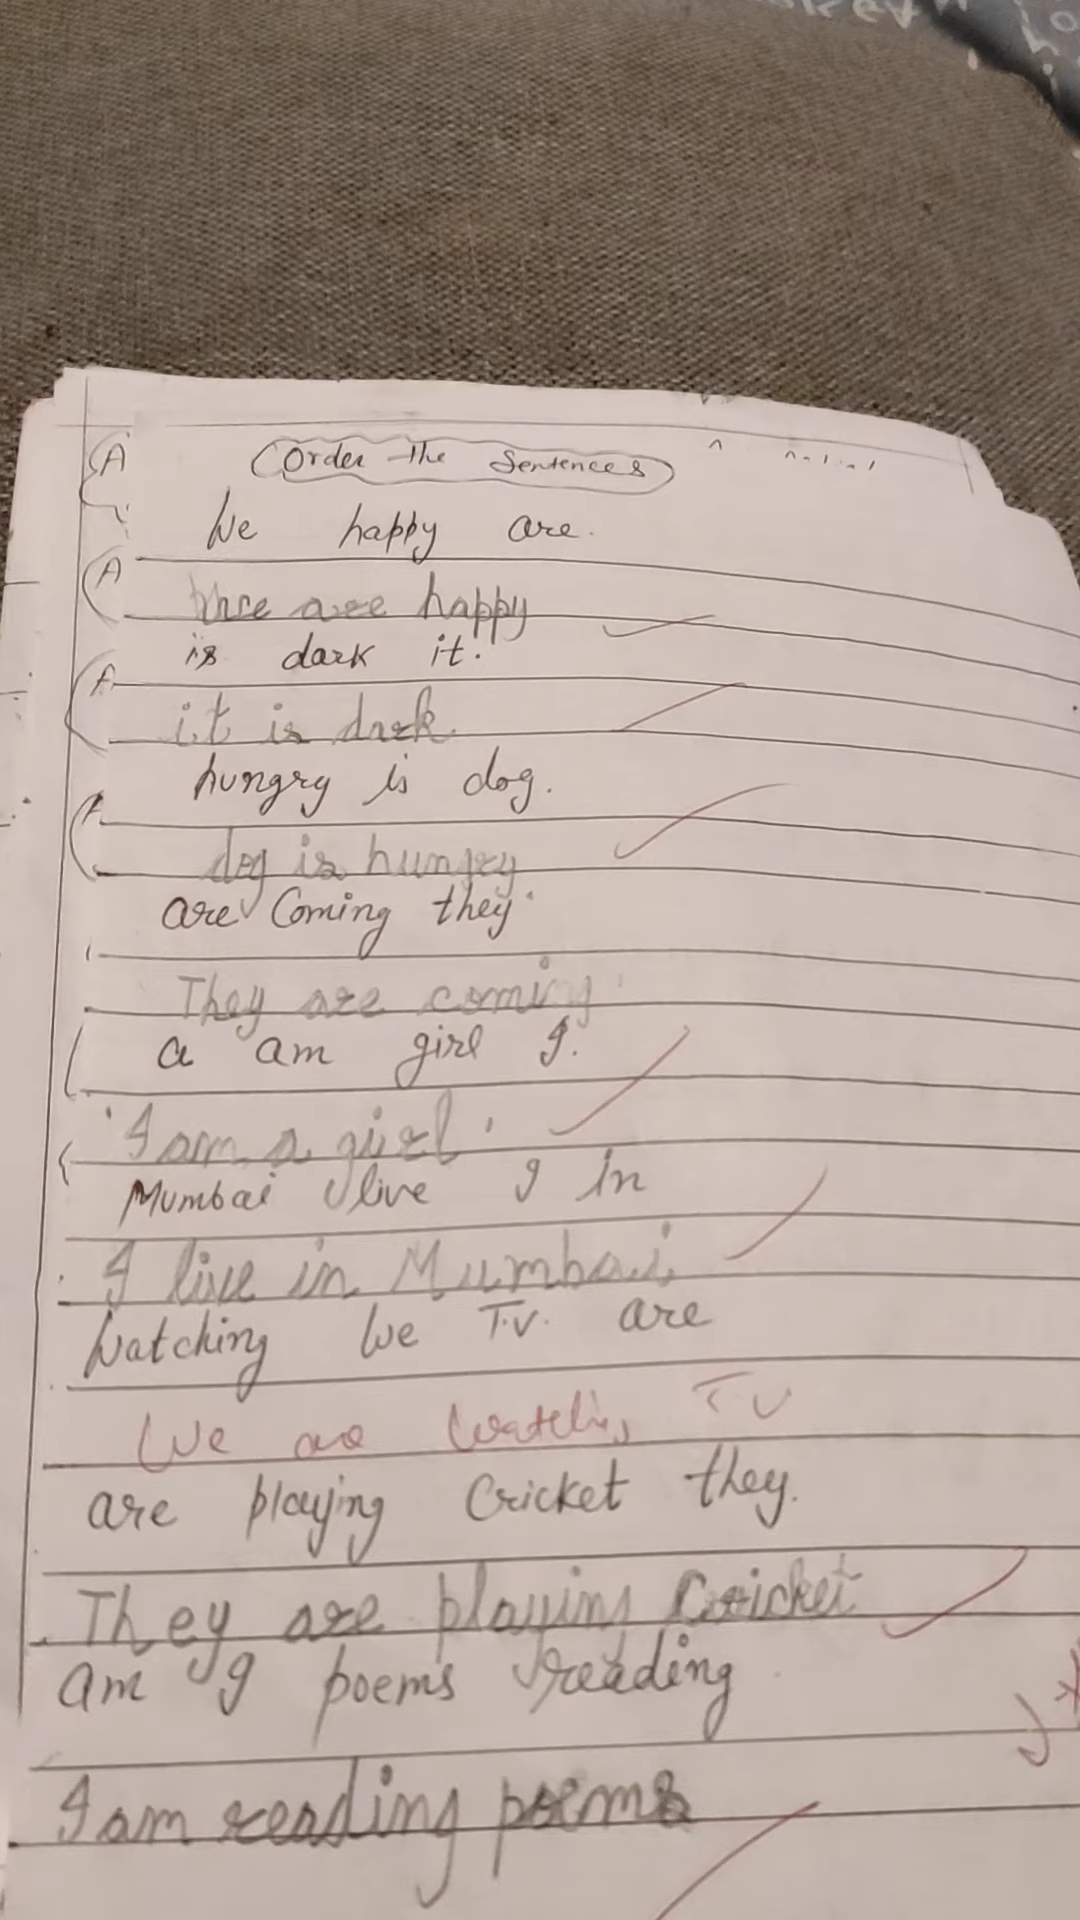 A
Order the Sentences
We happy are.
A
are happy
is dark it.
A
it is dark
hungry is dog.
A
dog is hungry
are Coming they.
They are coming
a am girl I.
I am a girl
Mumbai live I in
I live in Mumbai
Watching We T.V. are
We are TV
are playing Cricket they.
They are playing Cricket
am I poems reading
I am reading poems